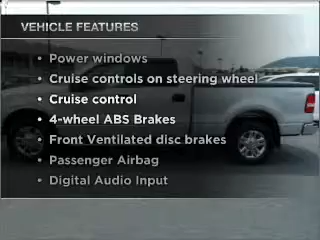 VEHICLE FEATURES
• Power windows
• Cruise controls on steering wheel
• Cruise control
• 4-wheel ABS Brakes
• Front Ventilated disc brakes
• Passenger Airbag
• Digital Audio Input